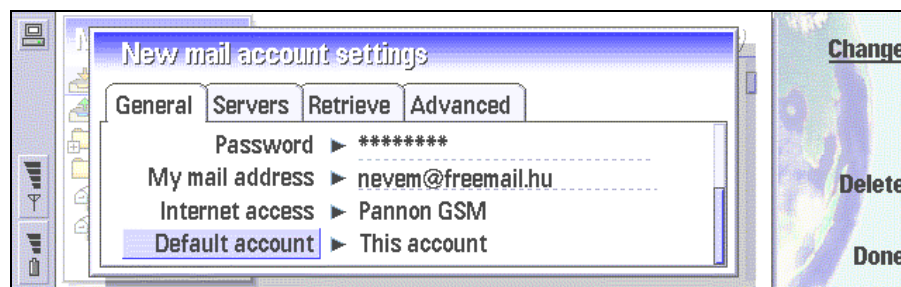 New mail account settings
Change
General Servers Retrieve Advanced
Password ********
My mail address nevem@freemail.hu
Delete
Internet access Pannon GSM
Default account This account
Done